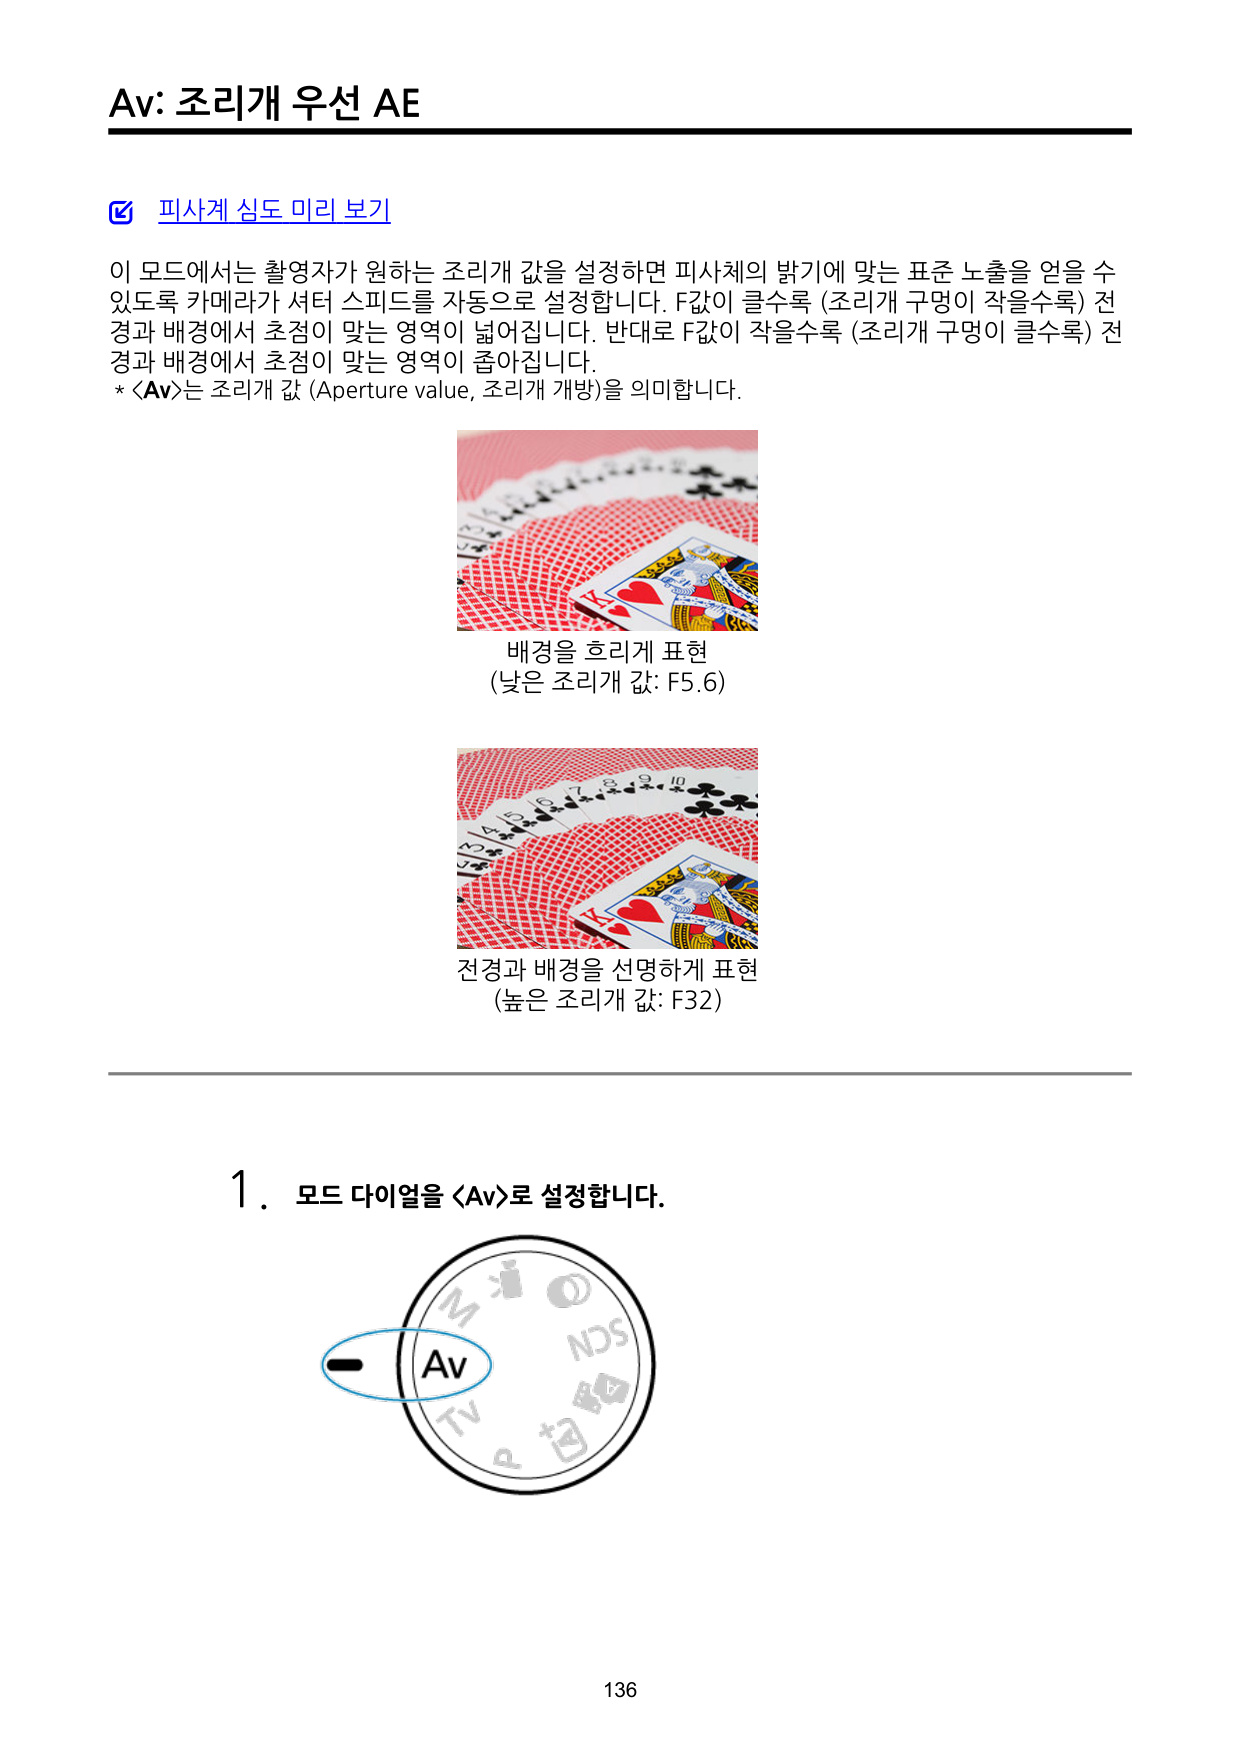 Av: 조리개 우선 AE
피사계 심도 미리 보기
이 모드에서는 촬영자가 원하는 조리개 값을 설정하면 피사체의 밝기에 맞는 표준 노출을 얻을 수
있도록 카메라가 셔터 스피드를 자동으로 설정합니다. F값이 클수록 (조리개 구멍이 작을수록) 전
경과 배경에서 초점이 맞는 영역이 넓어집니다. 반대로 F값이 작을수록 (조리개 구멍이 클수록) 전
경과 배경에서 초점이 맞는 영역이 좁아집니다.
* <Av>는 조리개 값 (Aperture value, 조리개 개방)을 의미합니다.
배경을 흐리게 표현
(낮은 조리개 값: F5.6)
전경과 배경을 선명하게 표현
(높은 조리개 값: F32)
1. 모드 다이얼을 <Av>로 설정합니다.
M
SCN
Av
Tv
A+
P
136